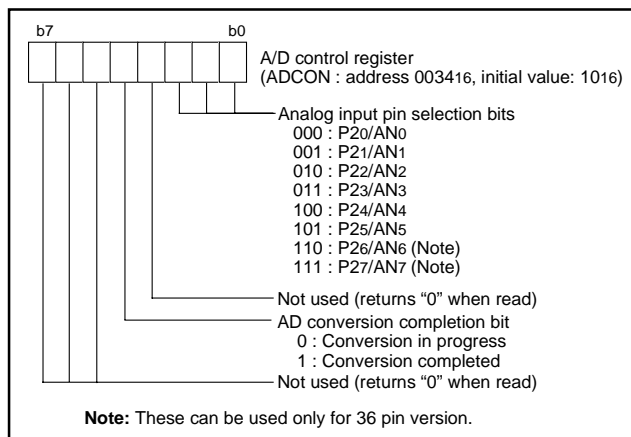 b7 b0
A/D control register
(ADCON : address 003416, initial value: 1016)
Analog input pin selection bits
000 : P20/AN0
001 : P21/AN1
010 : P22/AN2
011 : P23/AN3
100 : P24/AN4
101 : P25/AN5
110 : P26/AN6 (Note)
111 : P27/AN7 (Note)
Not used (returns “0” when read)
AD conversion completion bit
0 : Conversion in progress
1 : Conversion completed
Not used (returns “0” when read)
Note: These can be used only for 36 pin version.